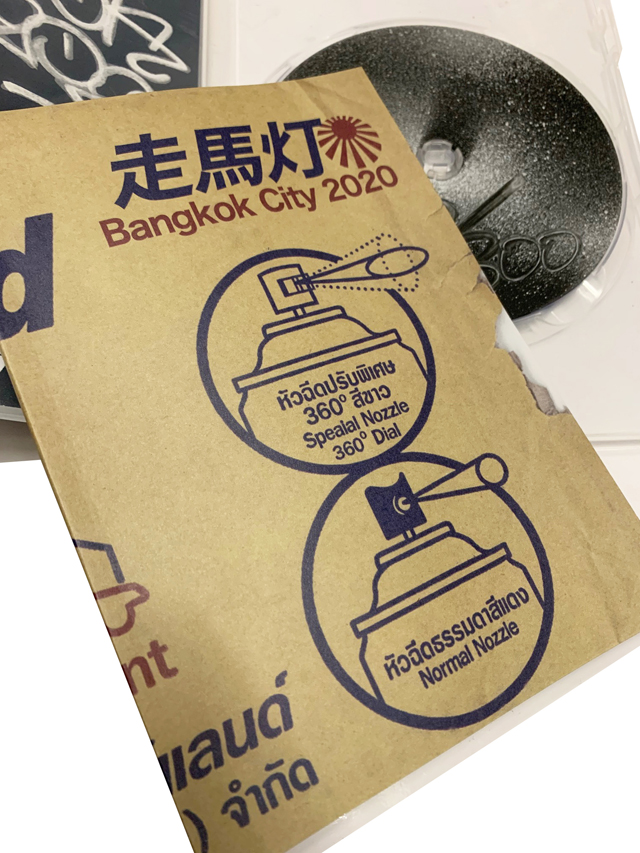 走馬灯
Bangkok City 2020
d
หัวฉีดปรับพิเศษ
360° สีขาว
Spealal Nozzle
360° Dial
หัวฉีดธรรมดาสีแดง
Normal Nozzle
nt
แลนด์
) จำกัด